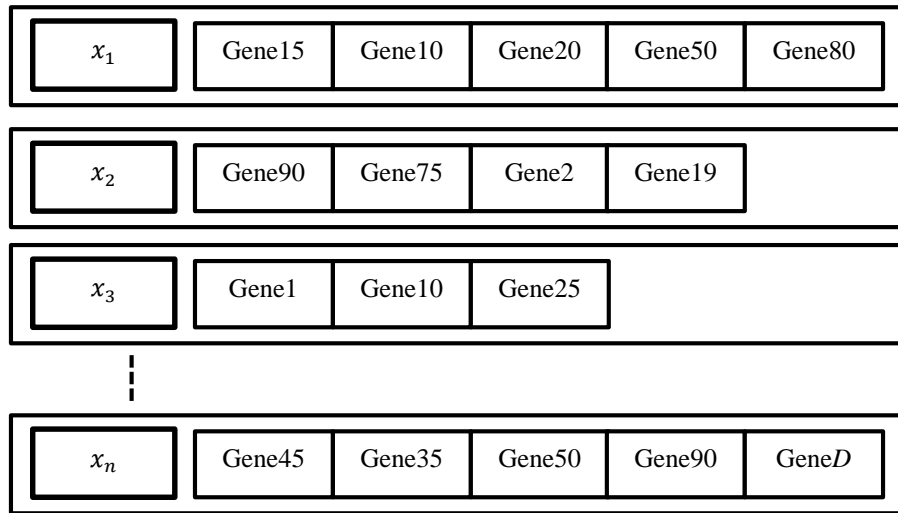 x₁ Gene15 Gene10 Gene20 Gene50 Gene80
x₂ Gene90 Gene75 Gene2 Gene19
x₃ Gene1 Gene10 Gene25
xₙ Gene45 Gene35 Gene50 Gene90 GeneD